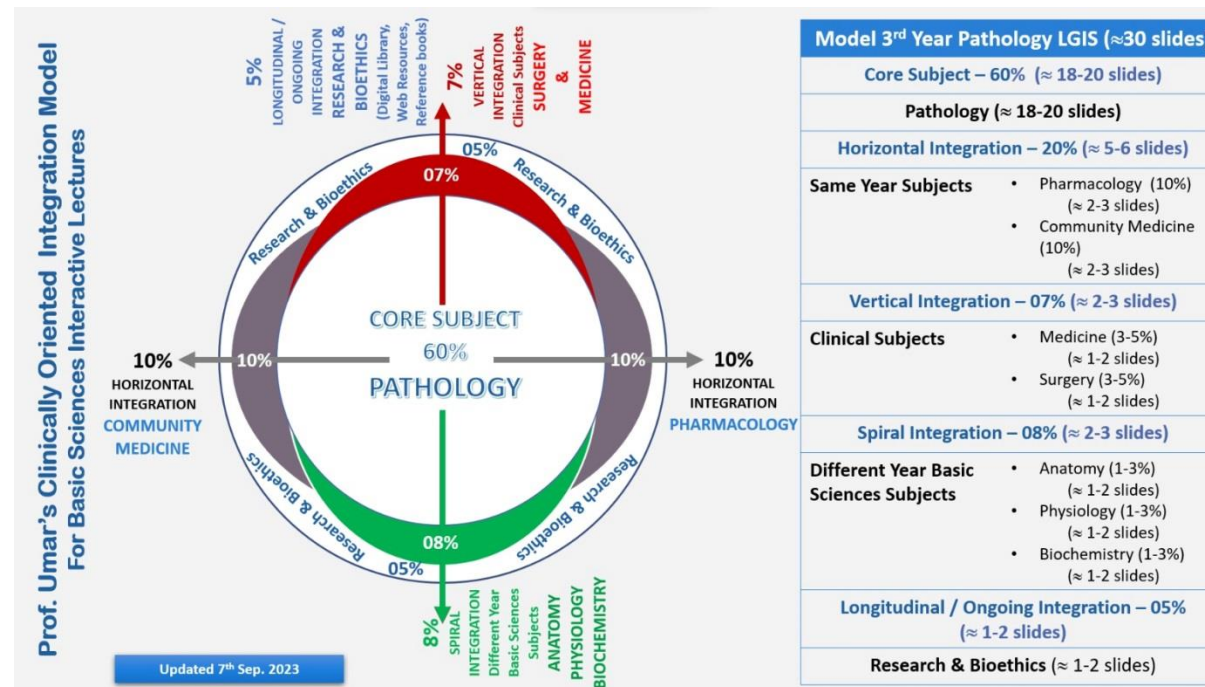 Prof. Umar's Clinically Oriented Integration Model
For Basic Sciences Interactive Lectures
5%
LONGITUDINAL /
ONGOING
INTEGRATION
RESEARCH &
BIOETHICS
(Digital Library,
Web Resources,
Reference books)
7%
VERTICAL
INTEGRATION
Clinical Subjects
SURGERY
&
MEDICINE
05%
Research & Bioethics
Research & Bioethics
07%
CORE SUBJECT
60%
PATHOLOGY
10%
10%
10%
HORIZONTAL
INTEGRATION
COMMUNITY
MEDICINE
10%
HORIZONTAL
INTEGRATION
PHARMACOLOGY
Research & Bioethics
Research & Bioethics
08%
05%
8%
SPIRAL
INTEGRATION
Different Year
Basic Sciences
Subjects
ANATOMY
PHYSIOLOGY
BIOCHEMISTRY
Updated 7th Sep. 2023
Model 3rd Year Pathology LGIS (≈30 slides
Core Subject – 60% (≈ 18-20 slides)
Pathology (≈ 18-20 slides)
Horizontal Integration – 20% (≈ 5-6 slides)
Same Year Subjects
• Pharmacology (10%)
(≈ 2-3 slides)
• Community Medicine
(10%)
(≈ 2-3 slides)
Vertical Integration – 07% (≈ 2-3 slides)
Clinical Subjects
• Medicine (3-5%)
(≈ 1-2 slides)
• Surgery (3-5%)
(≈ 1-2 slides)
Spiral Integration – 08% (≈ 2-3 slides)
Different Year Basic
Sciences Subjects
• Anatomy (1-3%)
(≈ 1-2 slides)
• Physiology (1-3%)
(≈ 1-2 slides)
• Biochemistry (1-3%)
(≈ 1-2 slides)
Longitudinal / Ongoing Integration – 05%
(≈ 1-2 slides)
Research & Bioethics (≈ 1-2 slides)